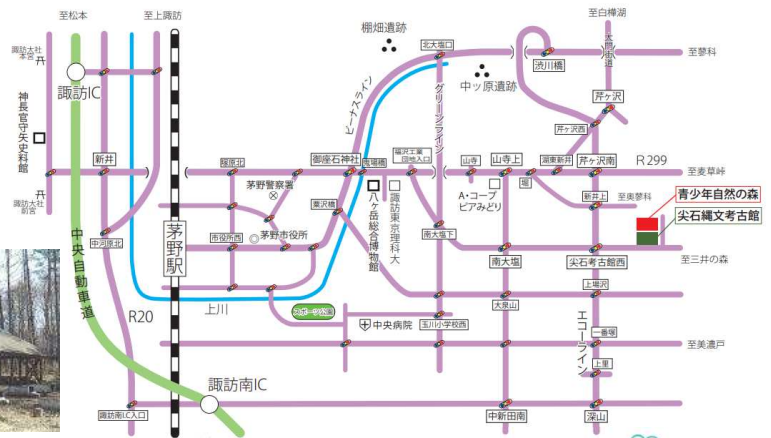 至松本
至上諏訪
至白樺湖
棚畑遺跡
北大塩口
大門街道
諏訪大社
本宮
諏訪IC
渋川橋
至蓼科
中ッ原遺跡
ビーナスライン
グリーンライン
芹ヶ沢
神長官守矢史料館
芹ヶ沢西
新井
塚原北
御座石神社
鬼場橋
福沢工業
団地入口
山寺
山寺上
湖東新井
芹ヶ沢南
R299
至麦草峠
茅野警察署
A・コープ
ピアみどり
堀
至奥蓼科
青少年自然の森
諏訪大社
前宮
粟沢橋
八ヶ岳総合博物館
諏訪東京理科大
新井上
尖石縄文考古館
中河原北
茅野駅
市役所西
茅野市役所
南大塩下
南大塩
尖石考古館西
至三井の森
中央自動車道
上場沢
R20
上川
スポーツ公園
大泉山
中央病院
玉川小学校西
エコーライン
一番塚
至美濃戸
上里
諏訪南IC
諏訪南IC入口
中新田南
深山